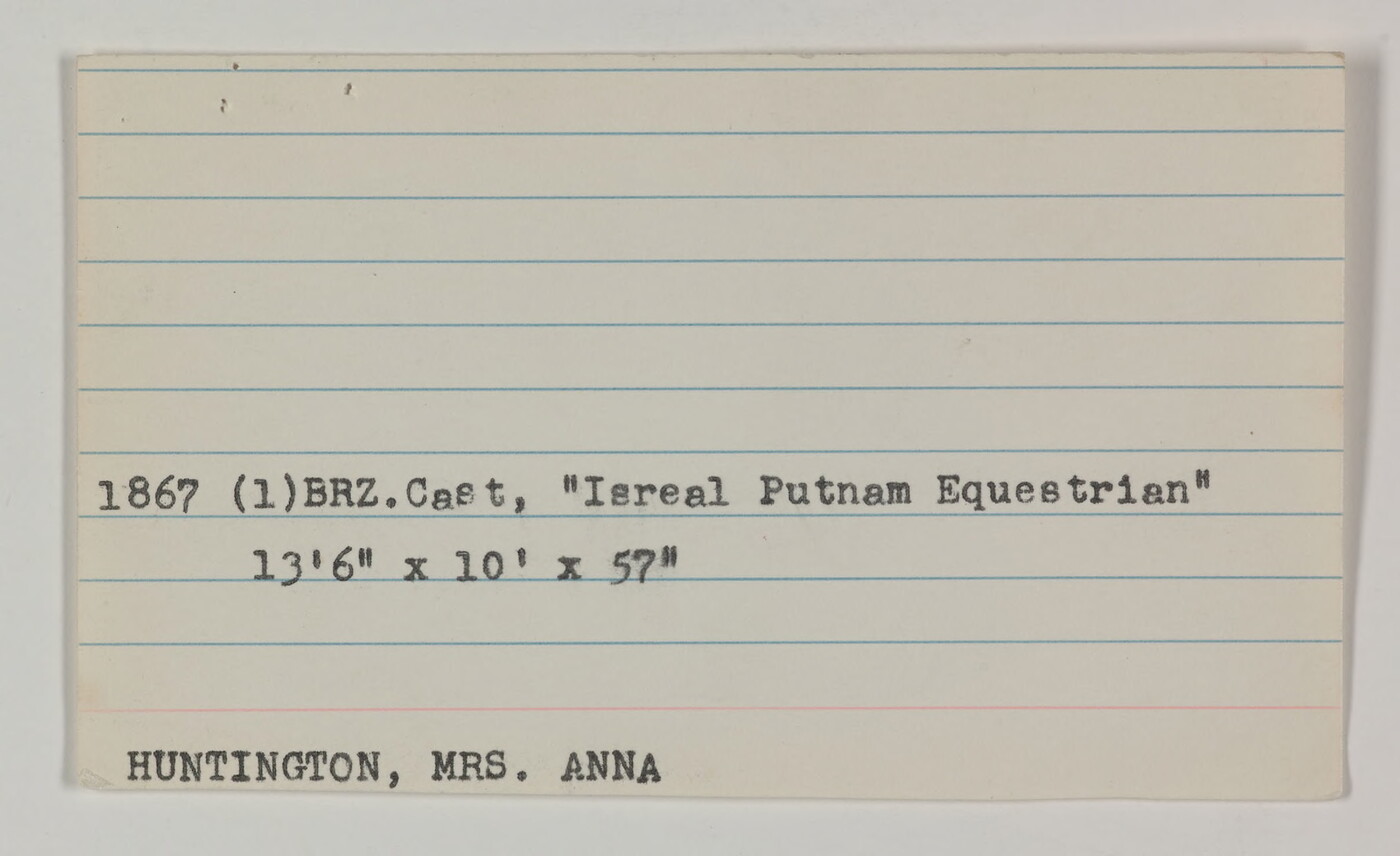 1867 (1)BRZ.Cast, "Isreal Putnam Equestrian"
13'6" x 10' x 57"
HUNTINGTON, MRS. ANNA